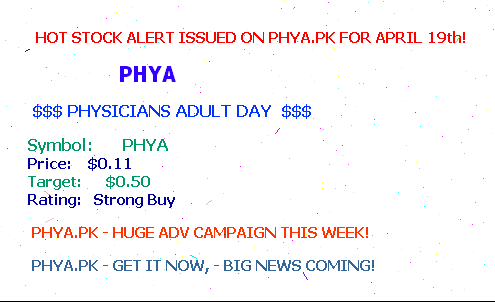 HOT STOCK ALERT ISSUED ON PHYA.PK FOR APRIL 19th!
PHYA
$$$ PHYSICIANS ADULT DAY $$$
Symbol: PHYA
Price: $0.11
Target: $0.50
Rating: Strong Buy
PHYA.PK - HUGE ADV CAMPAIGN THIS WEEK!
PHYA.PK - GET IT NOW, - BIG NEWS COMING!